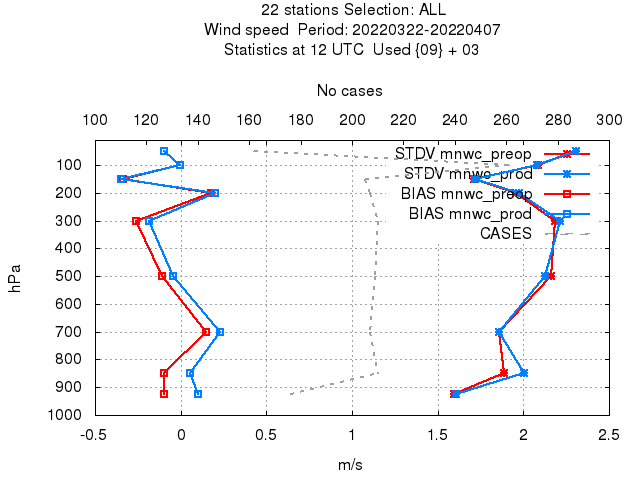 22 stations Selection: ALL
Wind speed  Period: 20220322-20220407
Statistics at 12 UTC  Used {09} + 03
No cases
100 120 140 160 180 200 220 240 260 280 300
STDV mnwc_preop
STDV mnwc_prod
BIAS mnwc_preop
BIAS mnwc_prod
CASES
hPa
100
200
300
400
500
600
700
800
900
1000
-0.5 0 0.5 1 1.5 2 2.5
m/s